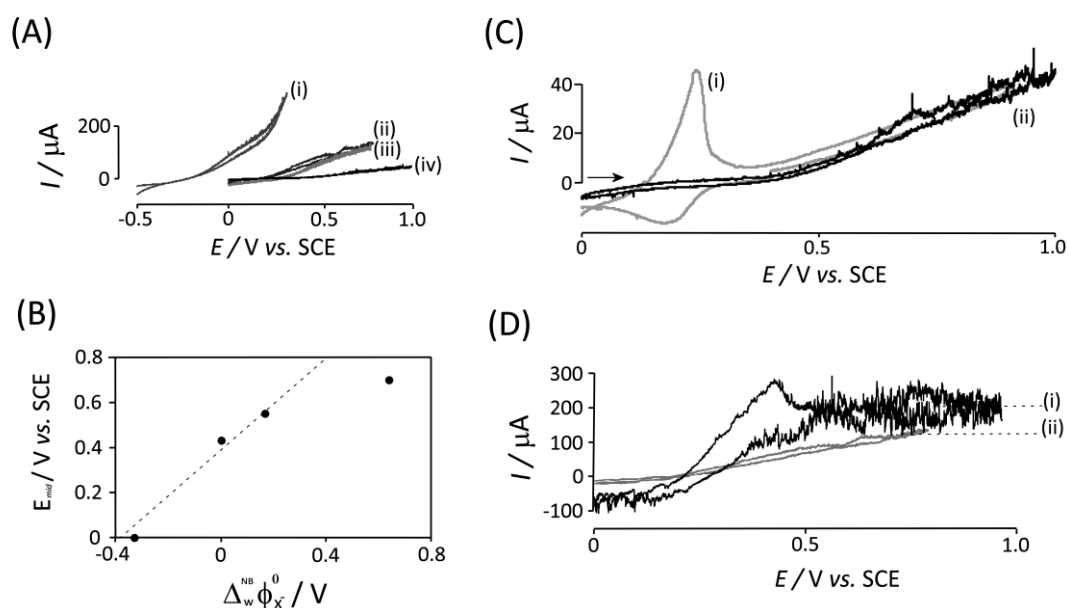 (A)
200
0
I / µA
(i)
(ii)
(iii)
(iv)
-0.5
0
0.5
1.0
E / V vs. SCE
(B)
0.8
0.6
0.4
0.2
0
E mid / V vs. SCE
-0.4
0
0.4
0.8
Δ NB W ϕ 0 X- / V
(C)
40
20
0
I / µA
(i)
(ii)
0
0.5
1.0
E / V vs. SCE
(D)
300
200
100
0
-100
I / µA
(i)
(ii)
0
0.5
1.0
E / V vs. SCE